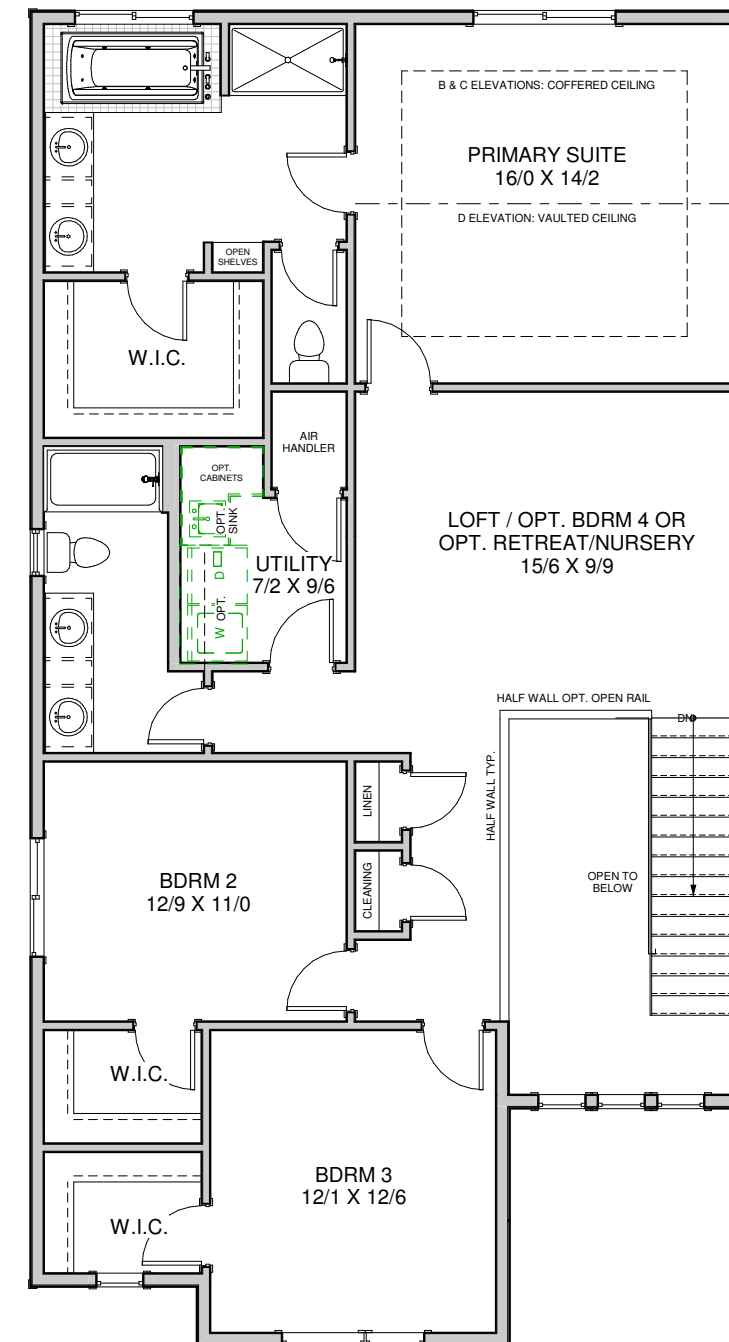 B & C ELEVATIONS: COFFERED CEILING
PRIMARY SUITE
16/0 X 14/2
D ELEVATION: VAULTED CEILING
OPEN
SHELVES
W.I.C.
AIR
HANDLER
OPT.
CABINETS
OPT.
SINK
UTILITY
7/2 X 9/6
D
OPT.
W
LOFT / OPT. BDRM 4 OR
OPT. RETREAT/NURSERY
15/6 X 9/9
HALF WALL OPT. OPEN RAIL
DN
HALF WALL TYP.
LINEN
CLEANING
OPEN TO
BELOW
BDRM 2
12/9 X 11/0
W.I.C.
BDRM 3
12/1 X 12/6
W.I.C.